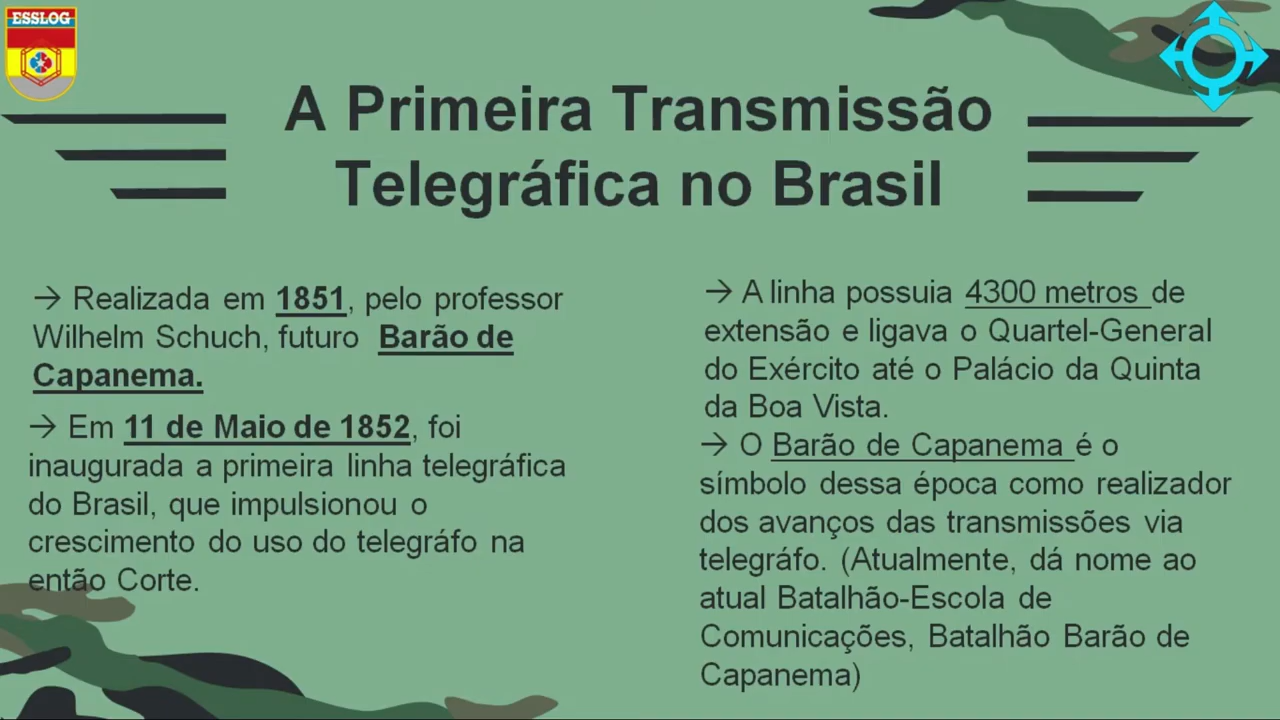 ESSLOG
A Primeira Transmissão
Telegráfica no Brasil
→ Realizada em 1851, pelo professor
Wilhelm Schuch, futuro Barão de
Capanema.
→ Em 11 de Maio de 1852, foi
inaugurada a primeira linha telegráfica
do Brasil, que impulsionou o
crescimento do uso do telegráfo na
então Corte.
→ A linha possuia 4300 metros de
extensão e ligava o Quartel-General
do Exército até o Palácio da Quinta
da Boa Vista.
→ O Barão de Capanema é o
símbolo dessa época como realizador
dos avanços das transmissões via
telegráfo. (Atualmente, dá nome ao
atual Batalhão-Escola de
Comunicações, Batalhão Barão de
Capanema)